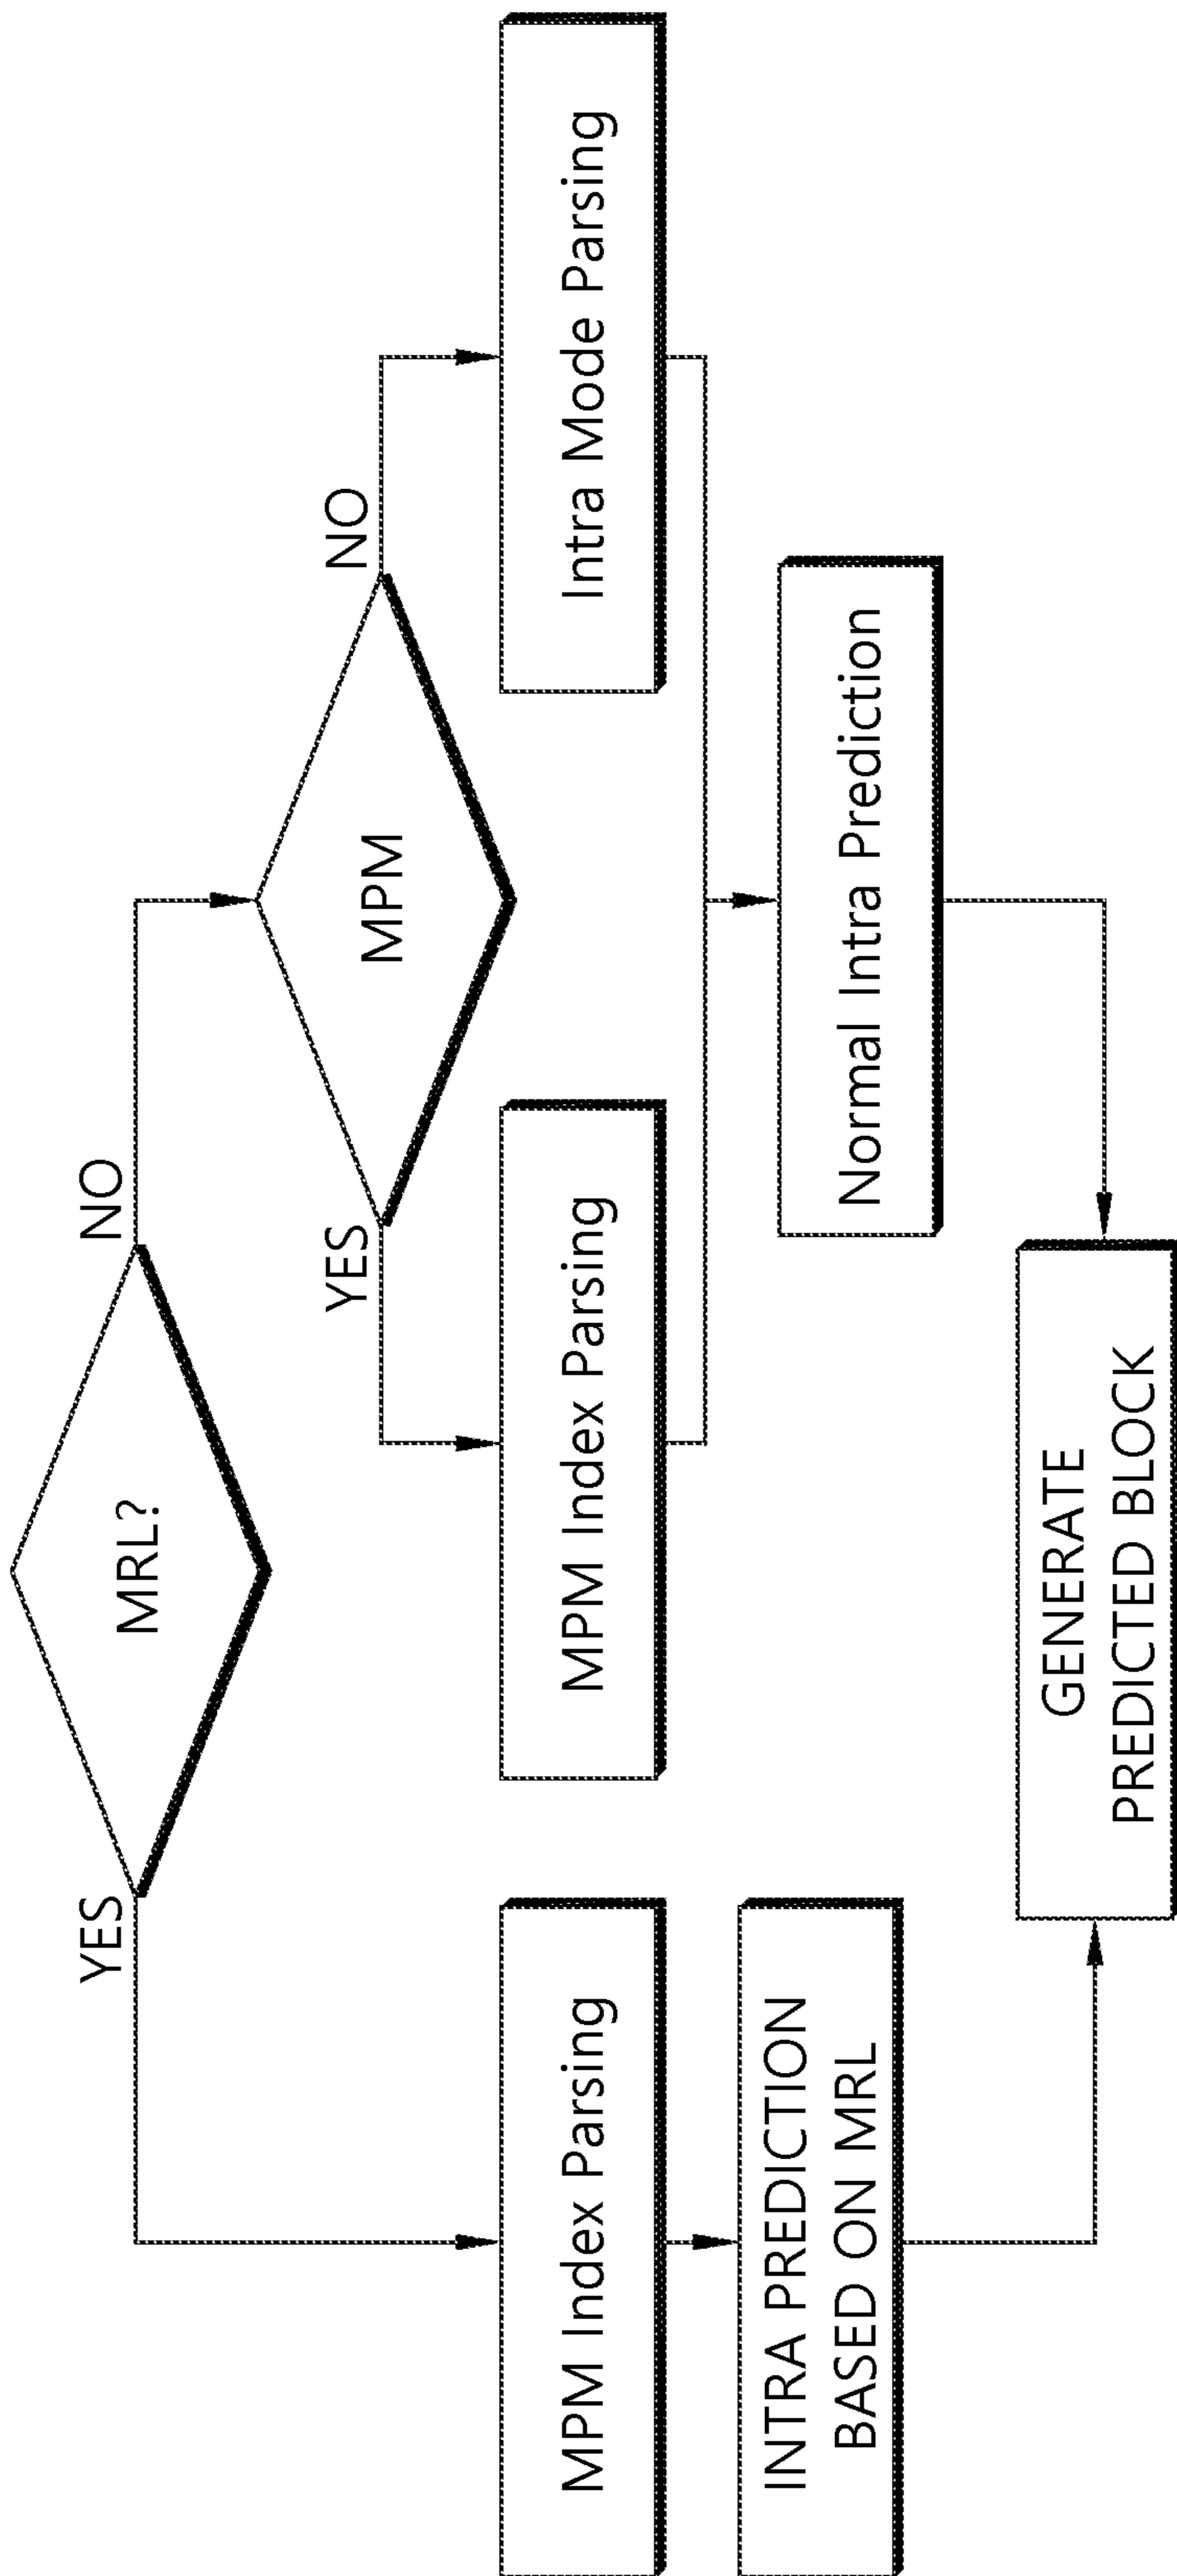 MRL?
YES
NO
MPM
YES
NO
MPM Index Parsing
MPM Index Parsing
Intra Mode Parsing
INTRA PREDICTION
BASED ON MRL
Normal Intra Prediction
GENERATE
PREDICTED BLOCK